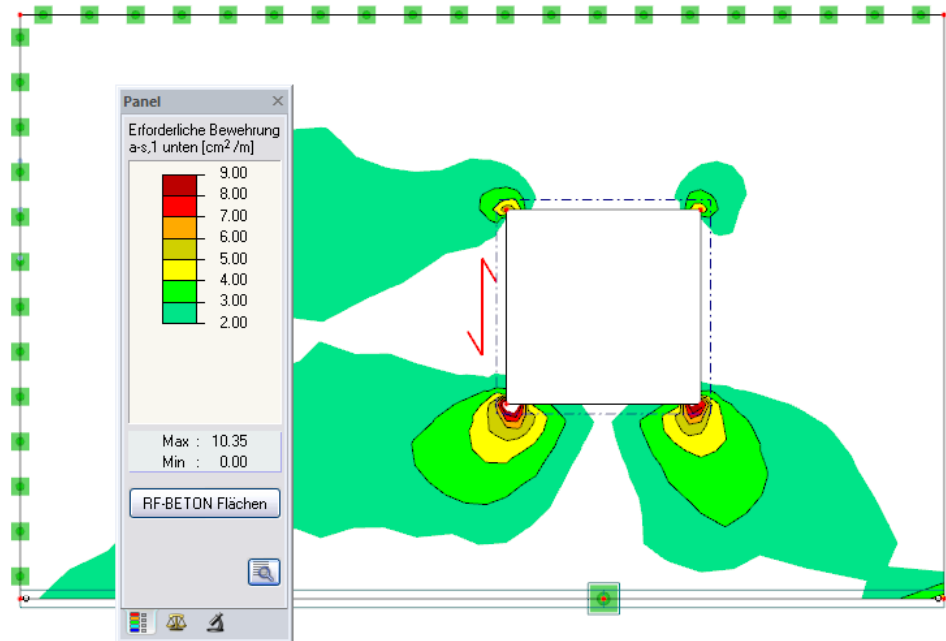 Panel
Erforderliche Bewehrung
a-s,1 unten [cm²/m]
9.00
8.00
7.00
6.00
5.00
4.00
3.00
2.00
Max : 10.35
Min : 0.00
RF-BETON Flächen